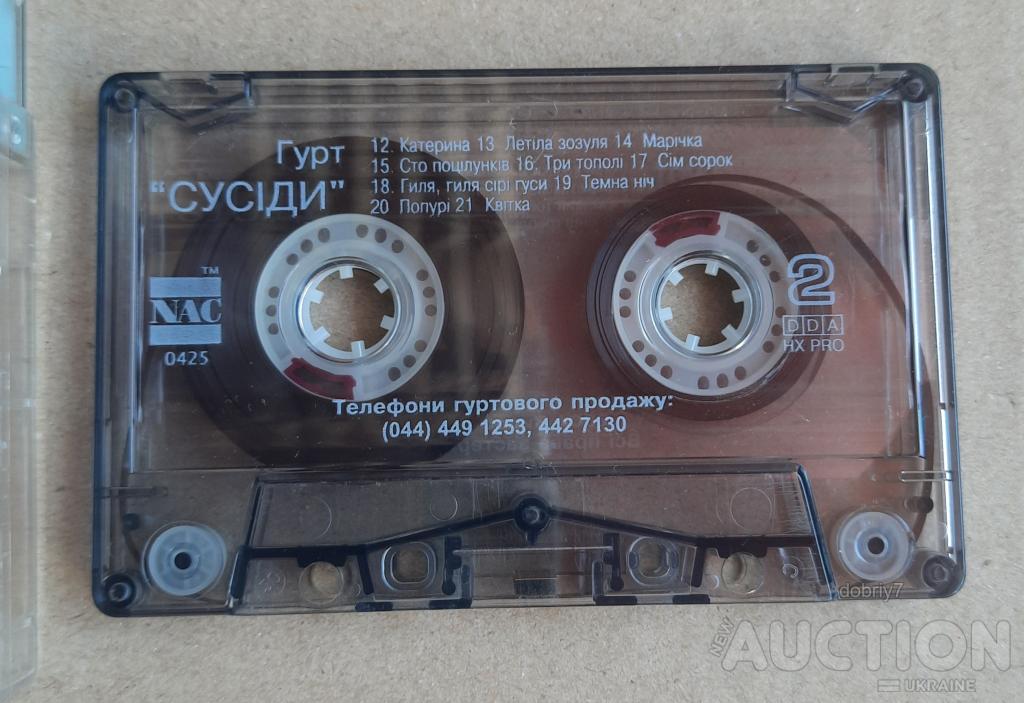 Гурт
"СУСІДИ"
12. Катерина 13 Летіла зозуля 14 Марічка
15. Сто поцілунків 16. Три тополі 17 Сім сорок
18. Гиля, гиля сірі гуси 19 Темна ніч
20 Попурі 21 Квітка
TM
NAC
0425
2
DDA
HX PRO
Телефони гуртового продажу:
(044) 449 1253, 442 7130
dobriy7
NEW
AUCTION
UKRAINE